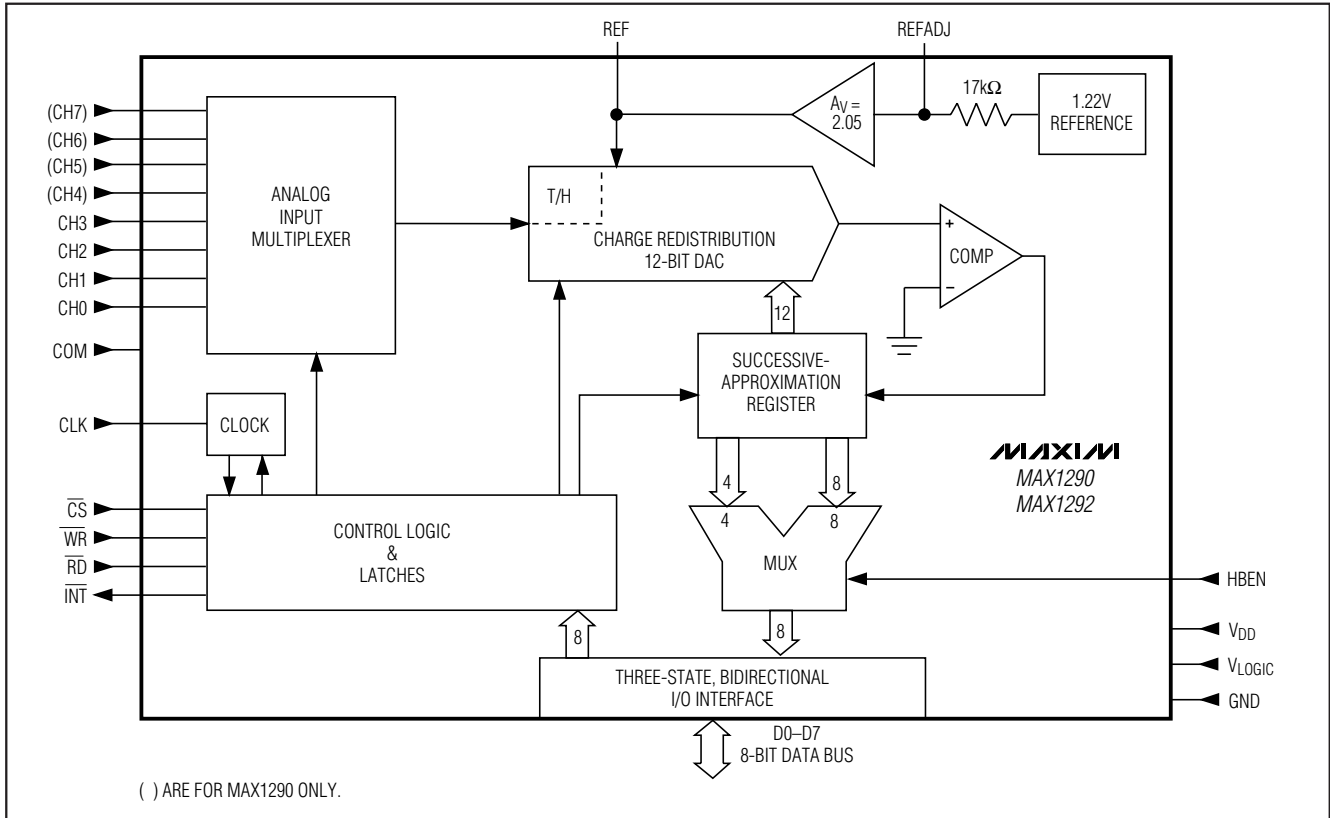 REF
REFADJ
17kΩ
1.22V
REFERENCE
AV =
2.05
(CH7)
(CH6)
(CH5)
(CH4)
CH3
CH2
CH1
CH0
COM
ANALOG
INPUT
MULTIPLEXER
T/H
CHARGE REDISTRIBUTION
12-BIT DAC
+
COMP
−
12
SUCCESSIVE-
APPROXIMATION
REGISTER
CLK
CLOCK
MAXIM
MAX1290
MAX1292
4
8
4
8
MUX
CS
WR
RD
INT
CONTROL LOGIC
&
LATCHES
HBEN
VDD
VLOGIC
GND
8
8
THREE-STATE, BIDIRECTIONAL
I/O INTERFACE
D0–D7
8-BIT DATA BUS
( ) ARE FOR MAX1290 ONLY.